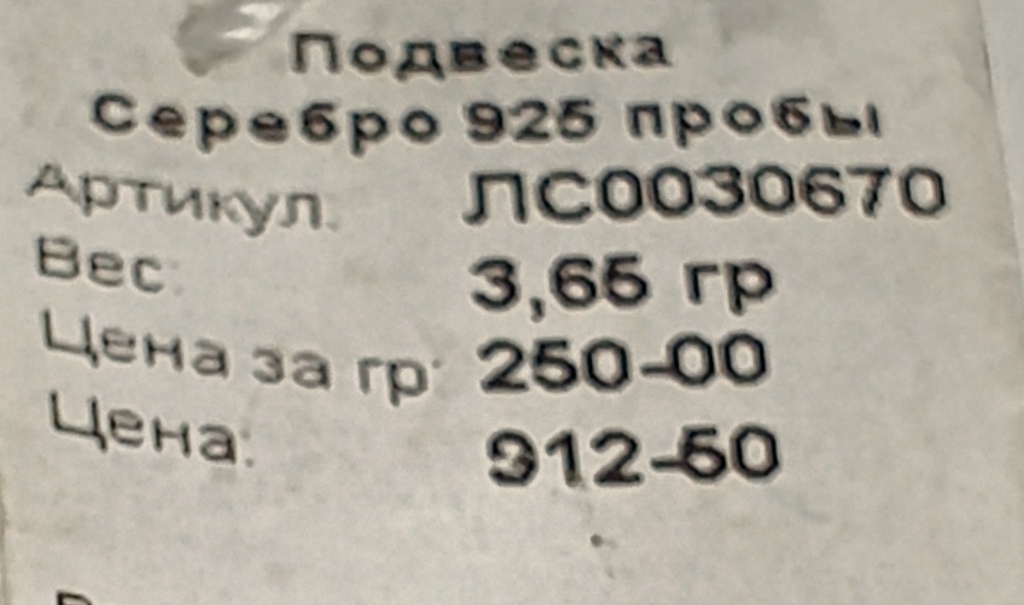 Подвеска
Серебро 925 пробы
Артикул: ЛС0030670
Вес: 3,65 гр
Цена за гр: 250-00
Цена: 912-50